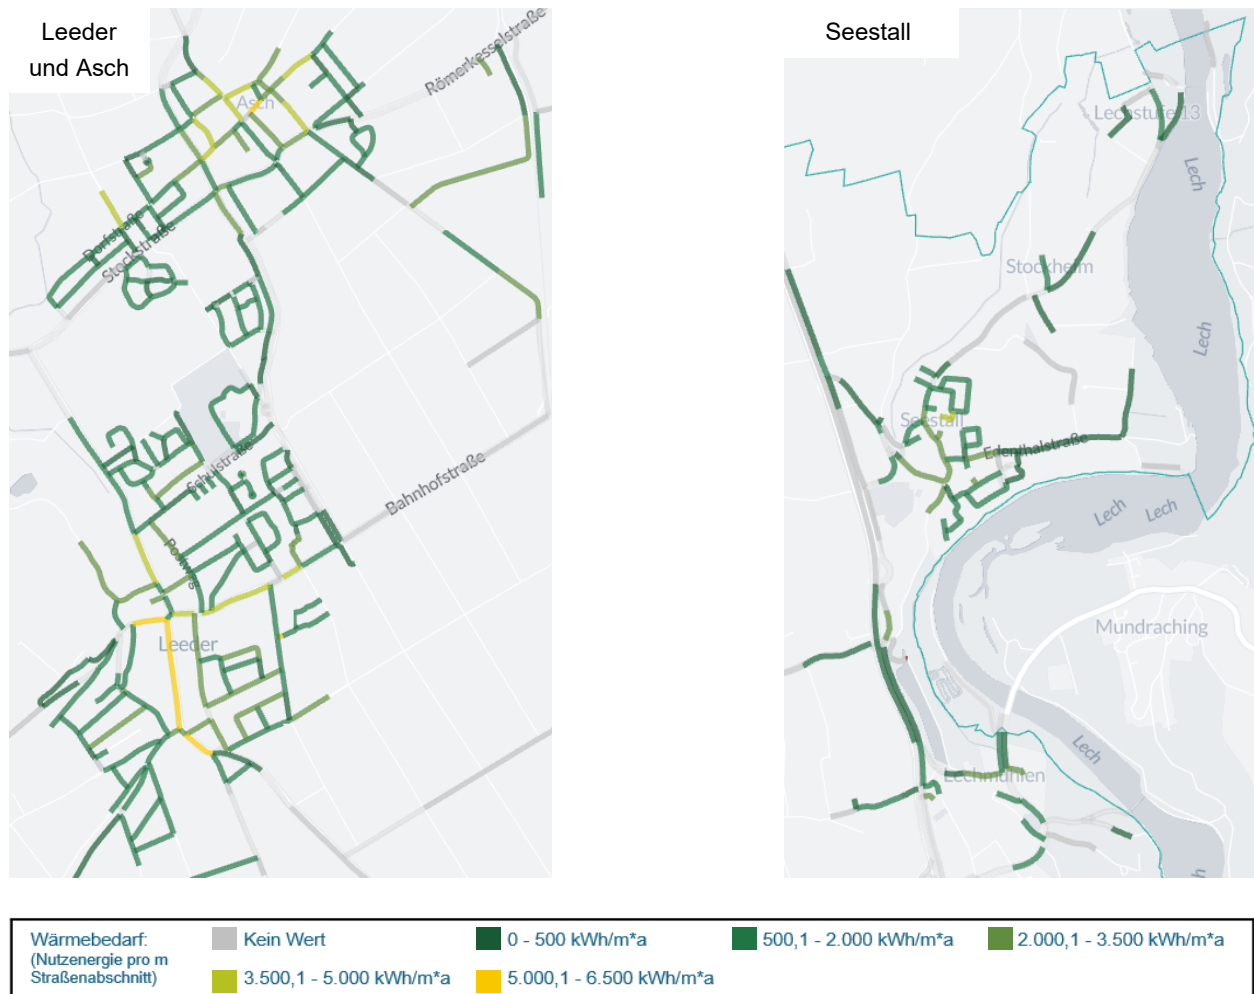 Leeder
und Asch
Römerkesselstraße
Asch
Dorfstraße
Stockstraße
Schulstraße
Bahnhofstraße
Postweg
Leeder
Seestall
Lechstufe 13
Lech
Stockheim
Lech
Seestall
Edenthalstraße
Lech
Lech
Mundraching
Lech
Lechmühlen
Wärmebedarf:
(Nutzenergie pro m
Straßenabschnitt)
Kein Wert
0 - 500 kWh/m*a
500,1 - 2.000 kWh/m*a
2.000,1 - 3.500 kWh/m*a
3.500,1 - 5.000 kWh/m*a
5.000,1 - 6.500 kWh/m*a